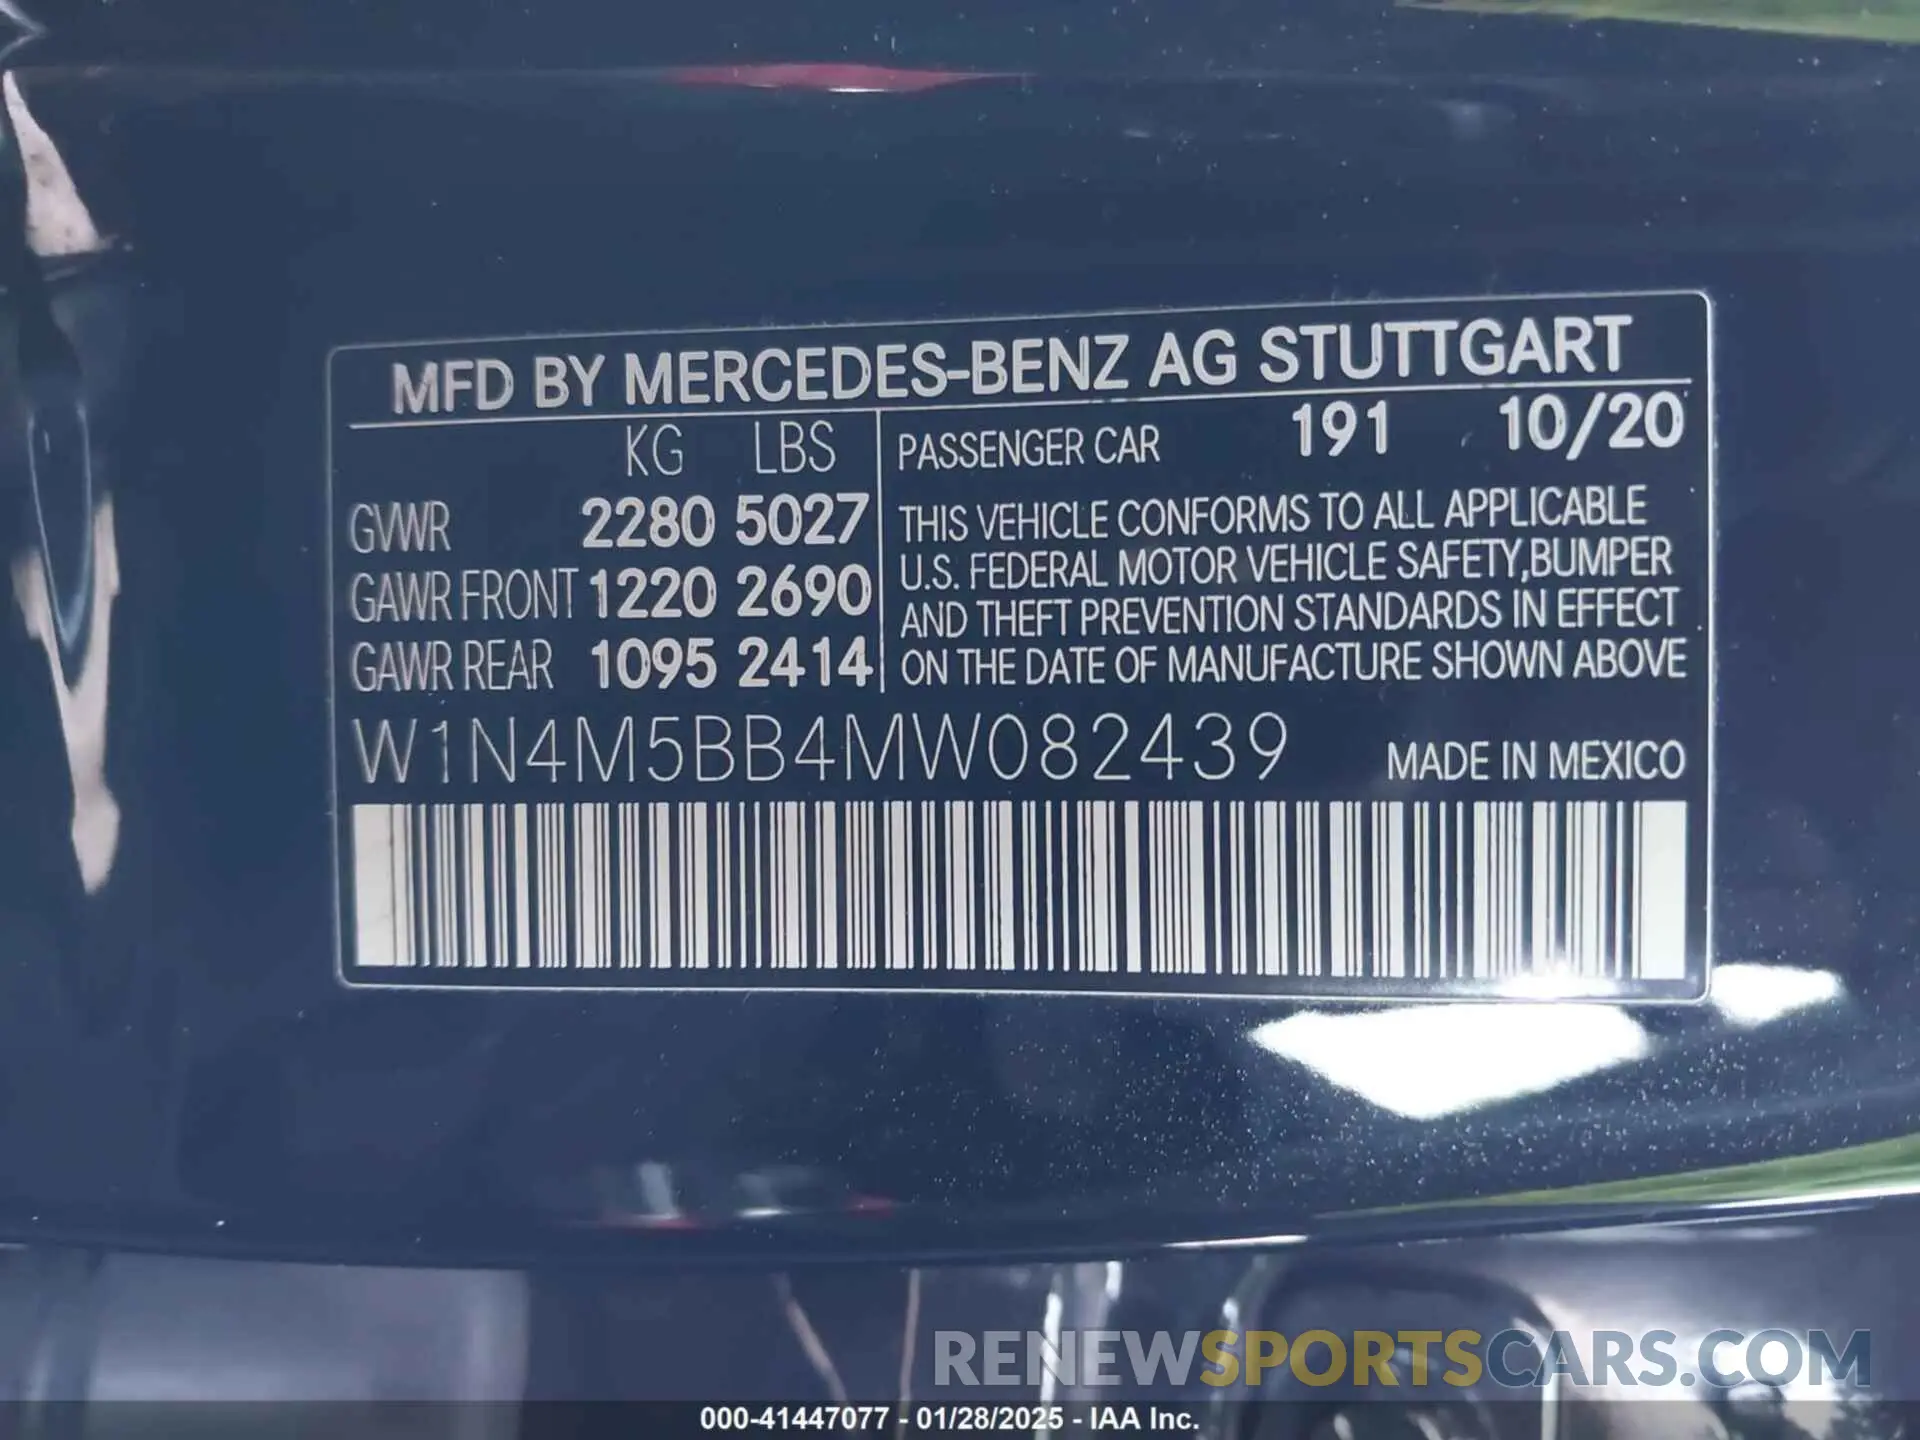 MFD BY MERCEDES-BENZ AG STUTTGART
KG LBS
GVWR 2280 5027
GAWR FRONT 1220 2690
GAWR REAR 1095 2414
PASSENGER CAR 191 10/20
THIS VEHICLE CONFORMS TO ALL APPLICABLE
U.S. FEDERAL MOTOR VEHICLE SAFETY,BUMPER
AND THEFT PREVENTION STANDARDS IN EFFECT
ON THE DATE OF MANUFACTURE SHOWN ABOVE
W1N4M5BB4MW082439 MADE IN MEXICO
RENEWSPORTSCARS.COM
000-41447077 - 01/28/2025 - IAA Inc.